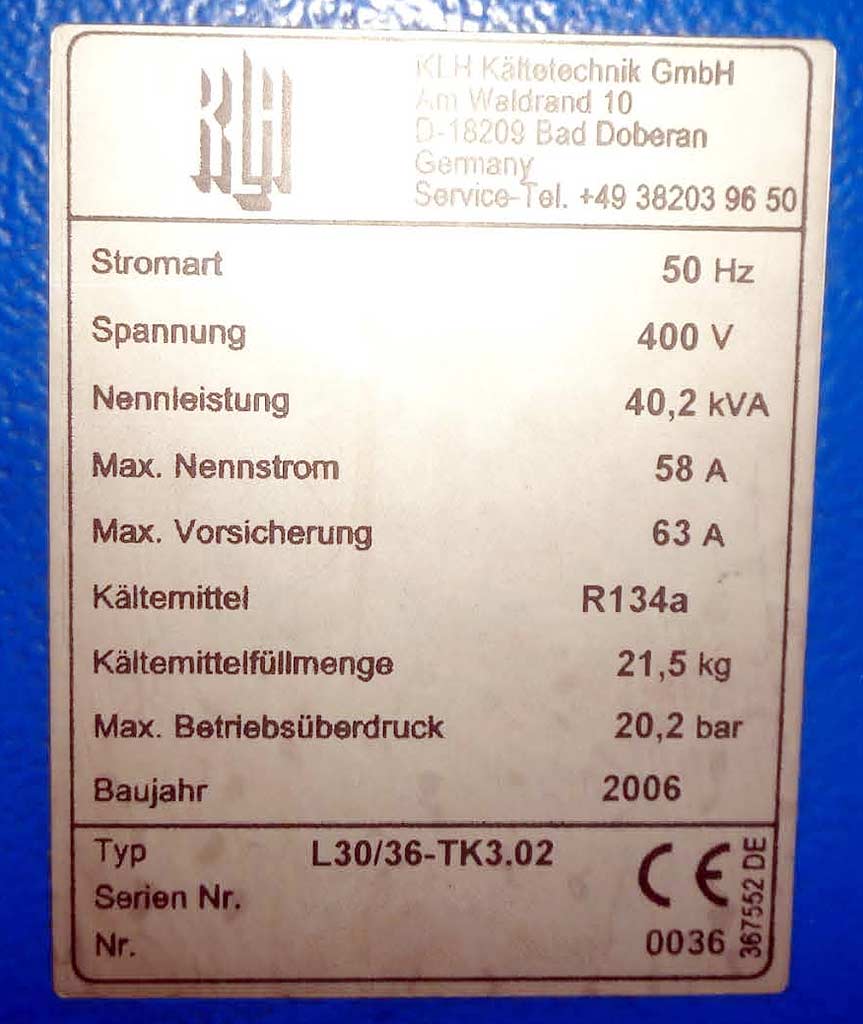 KLH
KLH Kältetechnik GmbH
Am Waldrand 10
D-18209 Bad Doberan
Germany
Service-Tel. +49 38203 96 50
Stromart 50 Hz
Spannung 400 V
Nennleistung 40,2 kVA
Max. Nennstrom 58 A
Max. Vorsicherung 63 A
Kältemittel R134a
Kältemittelfüllmenge 21,5 kg
Max. Betriebsüberdruck 20,2 bar
Baujahr 2006
Typ L30/36-TK3.02
Serien Nr.
Nr.
CE
0036
367552 DE